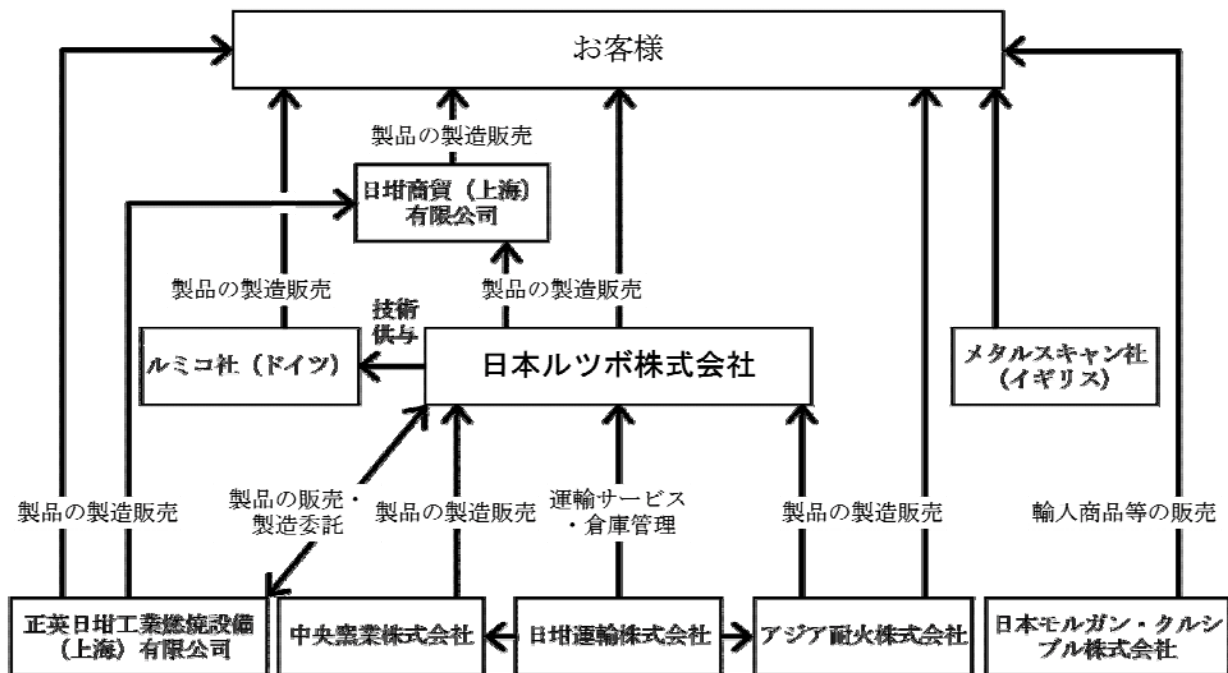 お客様
製品の製造販売
日坩商貿（上海）
有限公司
製品の製造販売
製品の製造販売
技術
供与
ルミコ社（ドイツ）
日本ルツボ株式会社
メタルスキャン社
（イギリス）
製品の製造販売
製品の販売・
製造委託
製品の製造販売
運輸サービス
・倉庫管理
製品の製造販売
輸人商品等の販売
正英日坩工業燃焼設備
（上海）有限公司
中央窯業株式会社
日坩運輸株式会社
アジア耐火株式会社
日本モルガン・クルシ
ブル株式会社